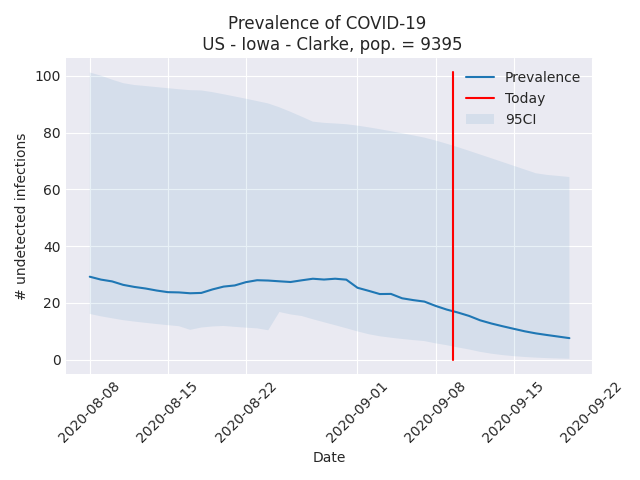 Prevalence of COVID-19
US - Iowa - Clarke, pop. = 9395
# undetected infections
100
80
60
40
20
0
Prevalence
Today
95CI
2020-08-08
2020-08-15
2020-08-22
2020-09-01
2020-09-08
2020-09-15
2020-09-22
Date